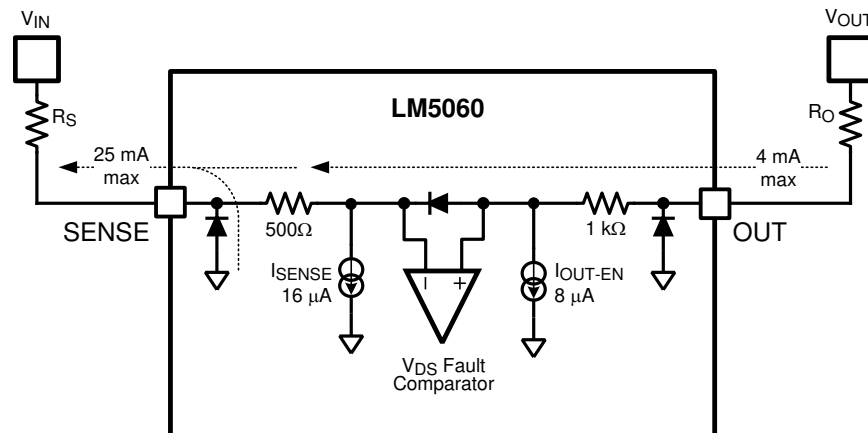 VIN
VOUT
RS
LM5060
RO
25 mA
max
4 mA
max
SENSE
500Ω
1 kΩ
OUT
ISENSE
16 μA
– +
IOUT-EN
8 μA
VDS Fault
Comparator